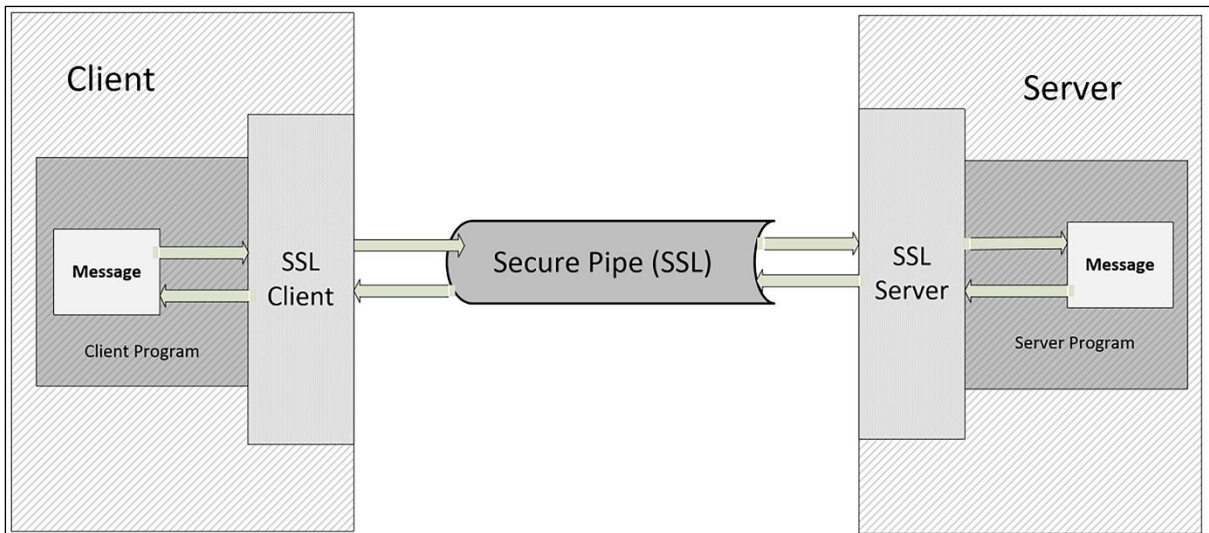 Client
Server
Message
Client Program
SSL
Client
Secure Pipe (SSL)
SSL
Server
Message
Server Program